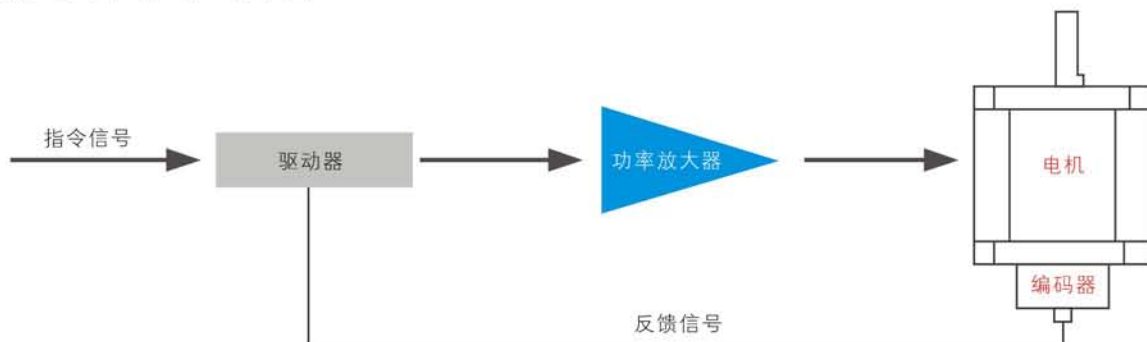 指令信号
驱动器
功率放大器
电机
编码器
反馈信号